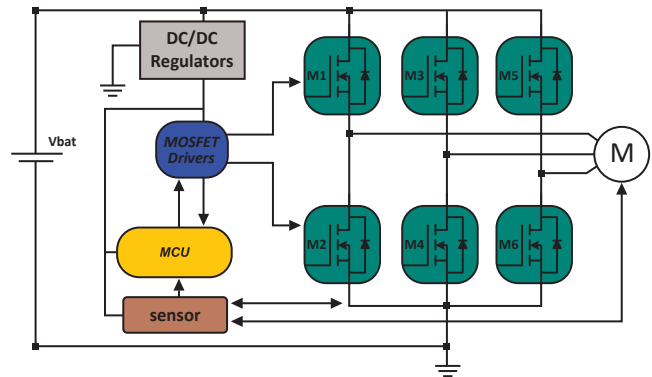 DC/DC
Regulators
M1
M3
M5
Vbat
MOSFET
Drivers
M
M2
M4
M6
MCU
sensor